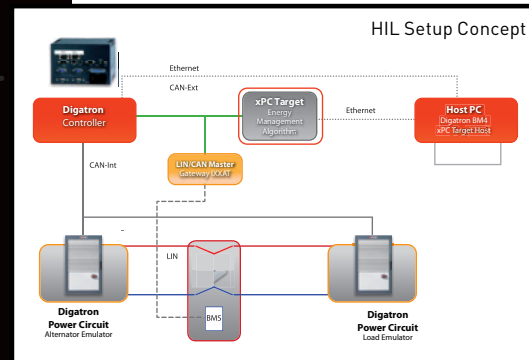 HIL Setup Concept
Ethernet
CAN-Ext
Digatron
Controller
xPC Target
Energy
Management
Algorithm
Ethernet
Host PC
Digatron BM4
xPC Target Host
CAN-Int
LIN/CAN Master
Gateway IXXAT
-
LIN
BMS
Digatron
Power Circuit
Alternator Emulator
Digatron
Power Circuit
Load Emulator